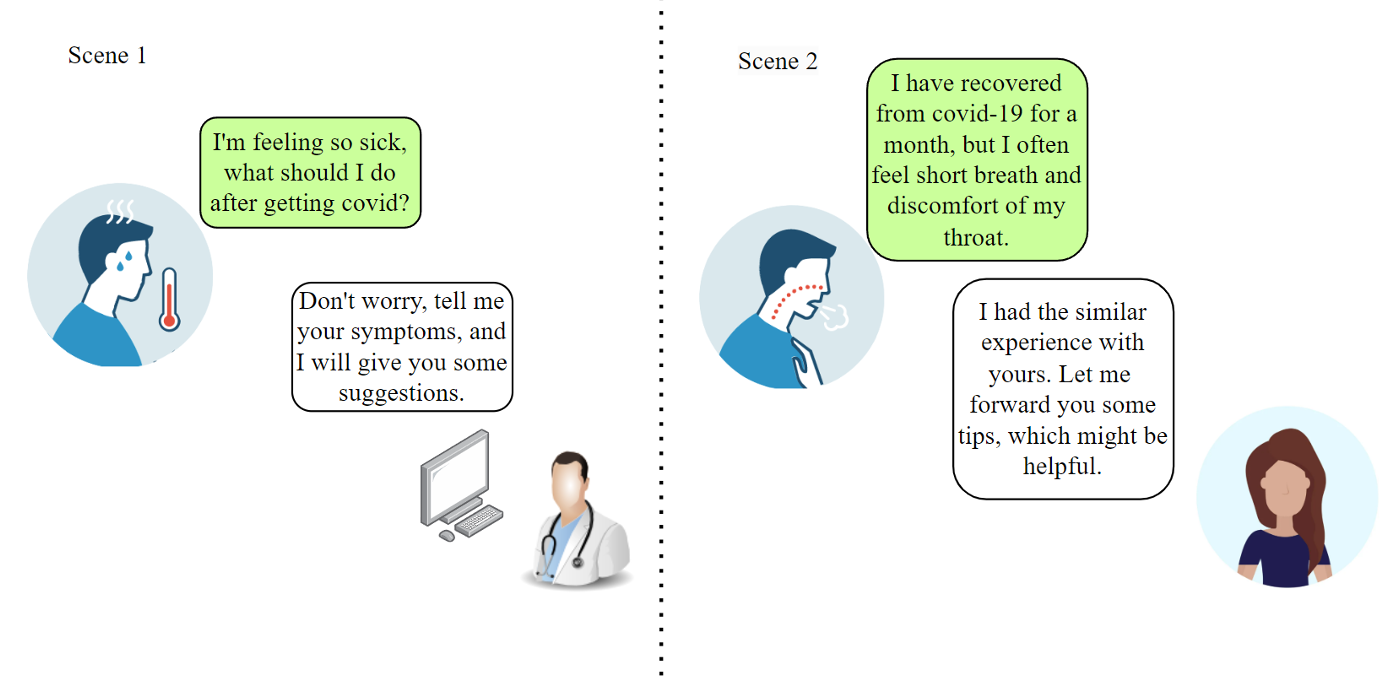 Scene 1
I'm feeling so sick,
what should I do
after getting covid?
Don't worry, tell me
your symptoms, and
I will give you some
suggestions.
Scene 2
I have recovered
from covid-19 for a
month, but I often
feel short breath and
discomfort of my
throat.
I had the similar
experience with
yours. Let me
forward you some
tips, which might be
helpful.